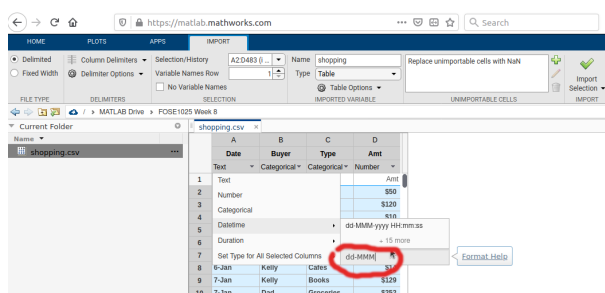 https://matlab.mathworks.com
Search
HOME PLOTS APPS IMPORT
Delimited Column Delimiters Selection/History A2:D483 (i ... Name shopping Replace unimportable cells with NaN
Fixed Width Delimiter Options Variable Names Row 1 Type Table Import
No Variable Names Table Options Selection
FILE TYPE DELIMITERS SELECTION IMPORTED VARIABLE UNIMPORTABLE CELLS IMPORT
/ > MATLAB Drive > FOSE1025 Week 8
Current Folder shopping.csv ×
Name A B C D
shopping.csv ••• Date Buyer Type Amt
Text Categorical Categorical Number
1 Text Amt
2 Number $50
3 Categorical $120
4 $10
5 Datetime dd-MMM-yyyy HH:mm:ss
6 Duration 15 more
7 Set Type for All Selected Columns dd-MMM Format Help
8 6-Jan Kelly Cafes
9 7-Jan Kelly Books $129
10 7-Jan Dad Groceries $252